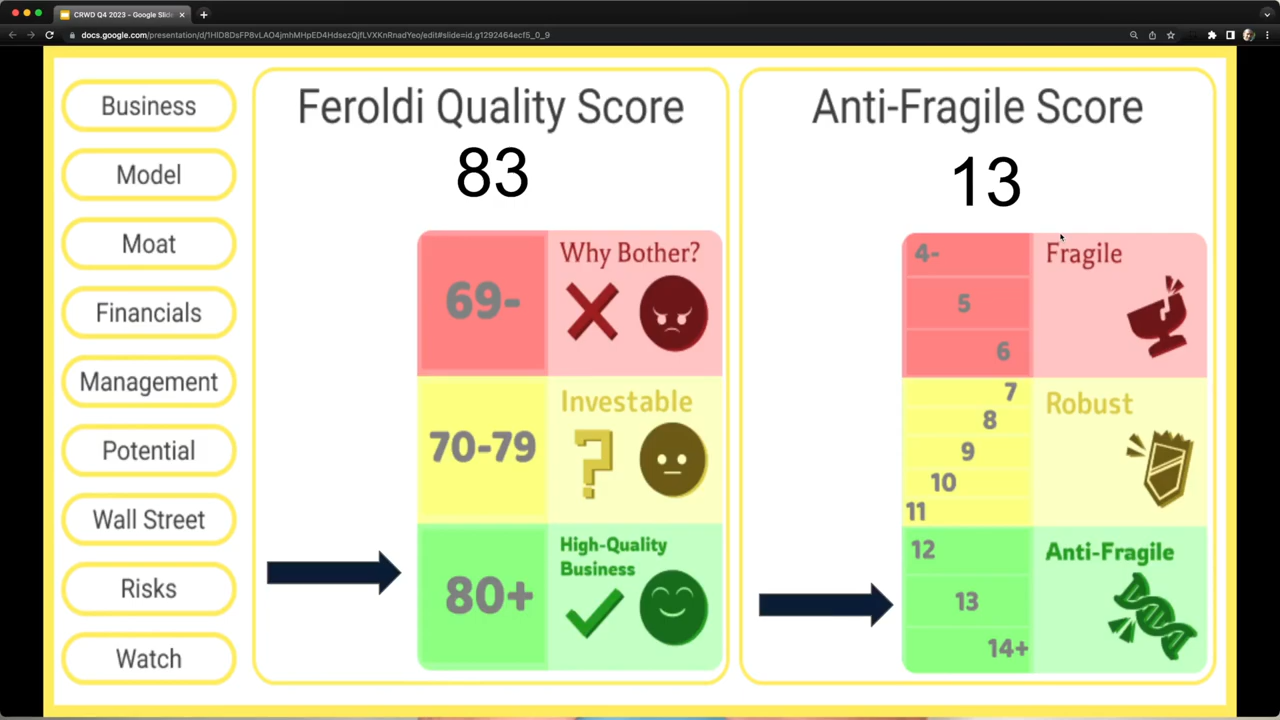 CRWD Q4 2023 - Google Slid
docs.google.com/presentation/d/1HID8DsFP8vLAO4jmhMHpED4HdsezQjfLVXKnRnadYeo/edit#slide=id.g1292464ecf5_0_9
Business
Model
Moat
Financials
Management
Potential
Wall Street
Risks
Watch
Feroldi Quality Score
83
69-
Why Bother?
70-79
Investable
80+
High-Quality
Business
Anti-Fragile Score
13
4-
Fragile
5
6
7
Robust
8
9
10
11
12
Anti-Fragile
13
14+